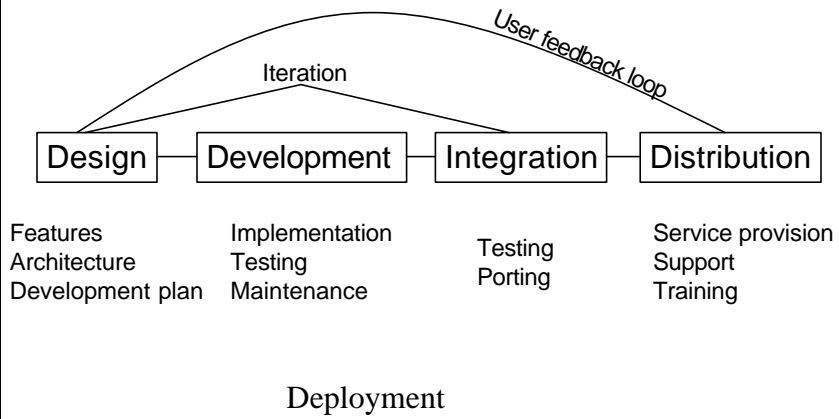 User feedback loop
Iteration
Design
Development
Integration
Distribution
Features
Architecture
Development plan
Implementation
Testing
Maintenance
Testing
Porting
Service provision
Support
Training
Deployment